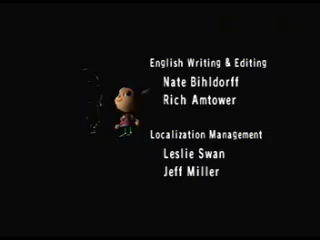 English Writing & Editing
Nate Bihldorff
Rich Amtower
Localization Management
Leslie Swan
Jeff Miller